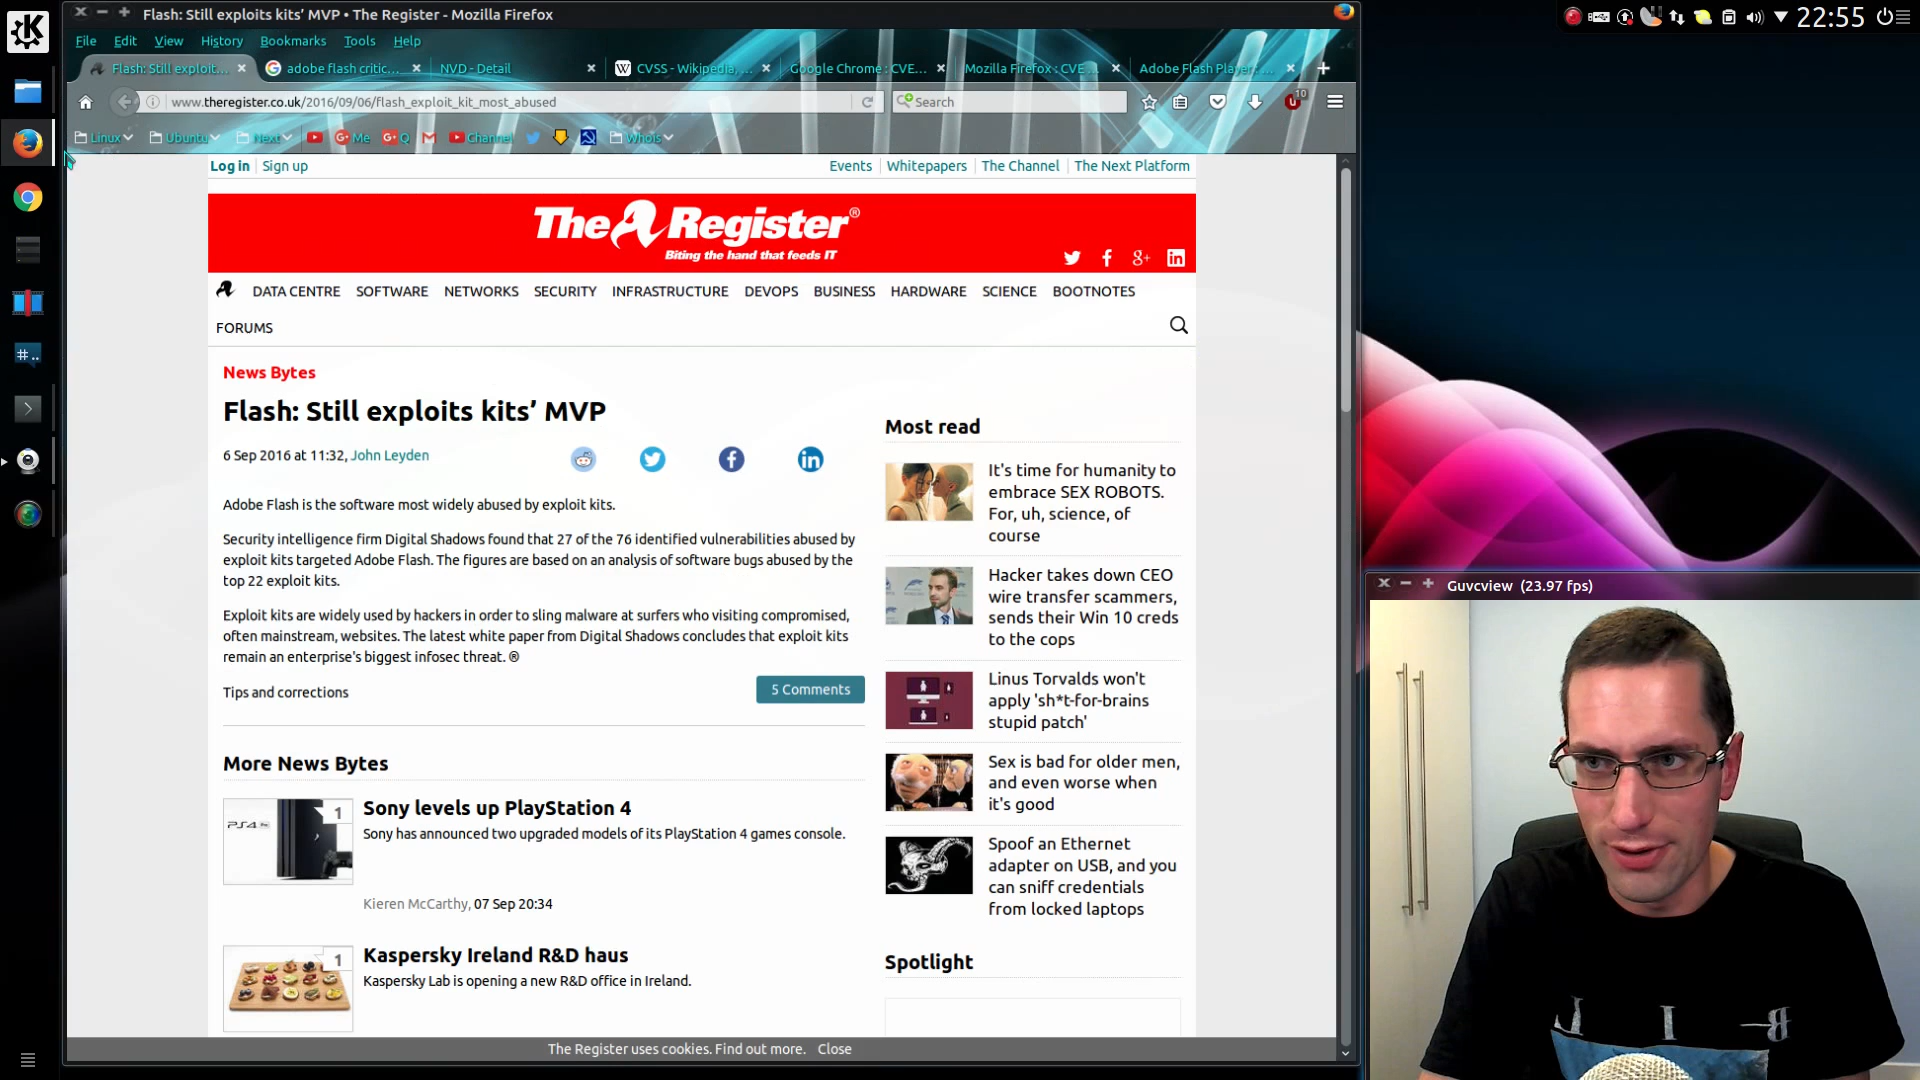 Flash: Still exploits kits’ MVP • The Register - Mozilla Firefox
22:55
File Edit View History Bookmarks Tools Help
Flash: Still exploit...
adobe flash critic...
NVD - Detail
CVSS - Wikipedia, ...
Google Chrome : CVE...
Mozilla Firefox : CVE ...
Adobe Flash Player : ...
www.theregister.co.uk/2016/09/06/flash_exploit_kit_most_abused
Search
10
Linux Ubuntu Next Me Q Channel Whois
Log in Sign up
Events Whitepapers The Channel The Next Platform
The Register®
Biting the hand that feeds IT
DATA CENTRE SOFTWARE NETWORKS SECURITY INFRASTRUCTURE DEVOPS BUSINESS HARDWARE SCIENCE BOOTNOTES
FORUMS
News Bytes
Flash: Still exploits kits’ MVP
6 Sep 2016 at 11:32, John Leyden
Adobe Flash is the software most widely abused by exploit kits.
Security intelligence firm Digital Shadows found that 27 of the 76 identified vulnerabilities abused by
exploit kits targeted Adobe Flash. The figures are based on an analysis of software bugs abused by the
top 22 exploit kits.
Exploit kits are widely used by hackers in order to sling malware at surfers who visiting compromised,
often mainstream, websites. The latest white paper from Digital Shadows concludes that exploit kits
remain an enterprise's biggest infosec threat. ®
Tips and corrections
5 Comments
More News Bytes
1
PS4 Pro
Sony levels up PlayStation 4
Sony has announced two upgraded models of its PlayStation 4 games console.
Kieren McCarthy, 07 Sep 20:34
1
Kaspersky Ireland R&D haus
Kaspersky Lab is opening a new R&D office in Ireland.
Most read
It's time for humanity to
embrace SEX ROBOTS.
For, uh, science, of
course
Hacker takes down CEO
wire transfer scammers,
sends their Win 10 creds
to the cops
Linus Torvalds won't
apply 'sh*t-for-brains
stupid patch'
Sex is bad for older men,
and even worse when
it's good
Spoof an Ethernet
adapter on USB, and you
can sniff credentials
from locked laptops
Spotlight
The Register uses cookies. Find out more. Close
Guvcview (23.97 fps)